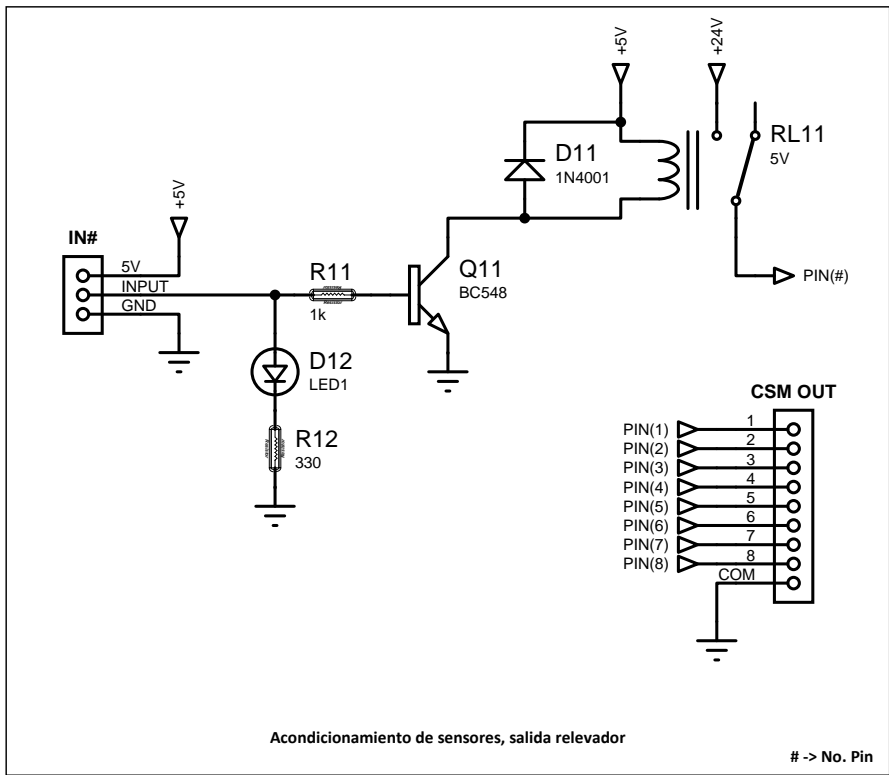 +5V
+24V
D11
1N4001
RL11
5V
+5V
IN#
5V
INPUT
GND
R11
1k
Q11
BC548
PIN(#)
D12
LED1
R12
330
CSM OUT
PIN(1) 1
PIN(2) 2
PIN(3) 3
PIN(4) 4
PIN(5) 5
PIN(6) 6
PIN(7) 7
PIN(8) 8
COM
Acondicionamiento de sensores, salida relevador
# -> No. Pin